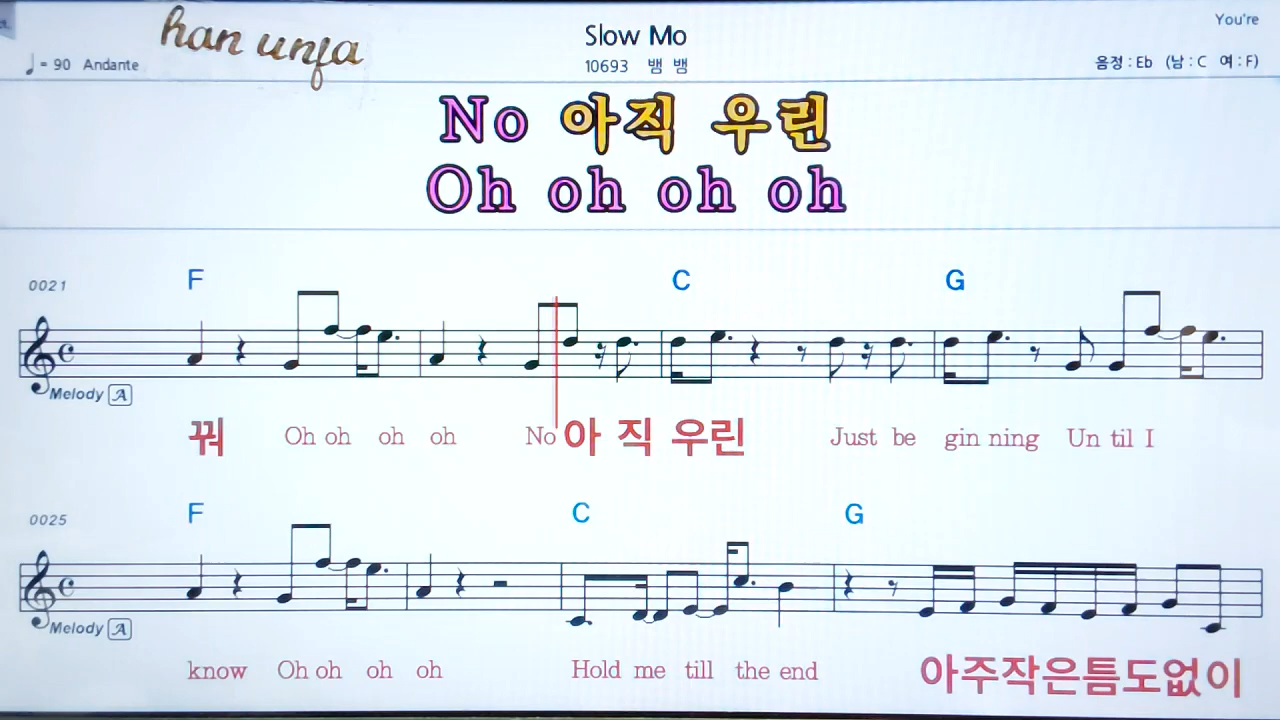 han unfa
Slow Mo
You're
♩ = 90 Andante
10693 뱀 뱀
음정 : Eb (남 : C 여 : F)
No 아직 우린
Oh oh oh oh
0021
F C G
Melody A
꿔 Oh oh oh oh No 아 직 우린 Just be gin ning Un til I
0025
F C G
Melody A
know Oh oh oh oh Hold me till the end 아주작은틈도없이